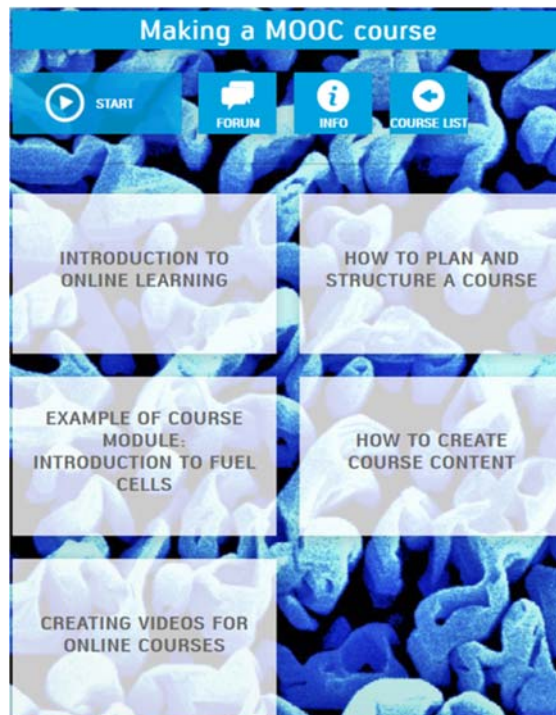 Making a MOOC course
START
FORUM
INFO
COURSE LIST
INTRODUCTION TO
ONLINE LEARNING
HOW TO PLAN AND
STRUCTURE A COURSE
EXAMPLE OF COURSE
MODULE:
INTRODUCTION TO FUEL
CELLS
HOW TO CREATE
COURSE CONTENT
CREATING VIDEOS FOR
ONLINE COURSES